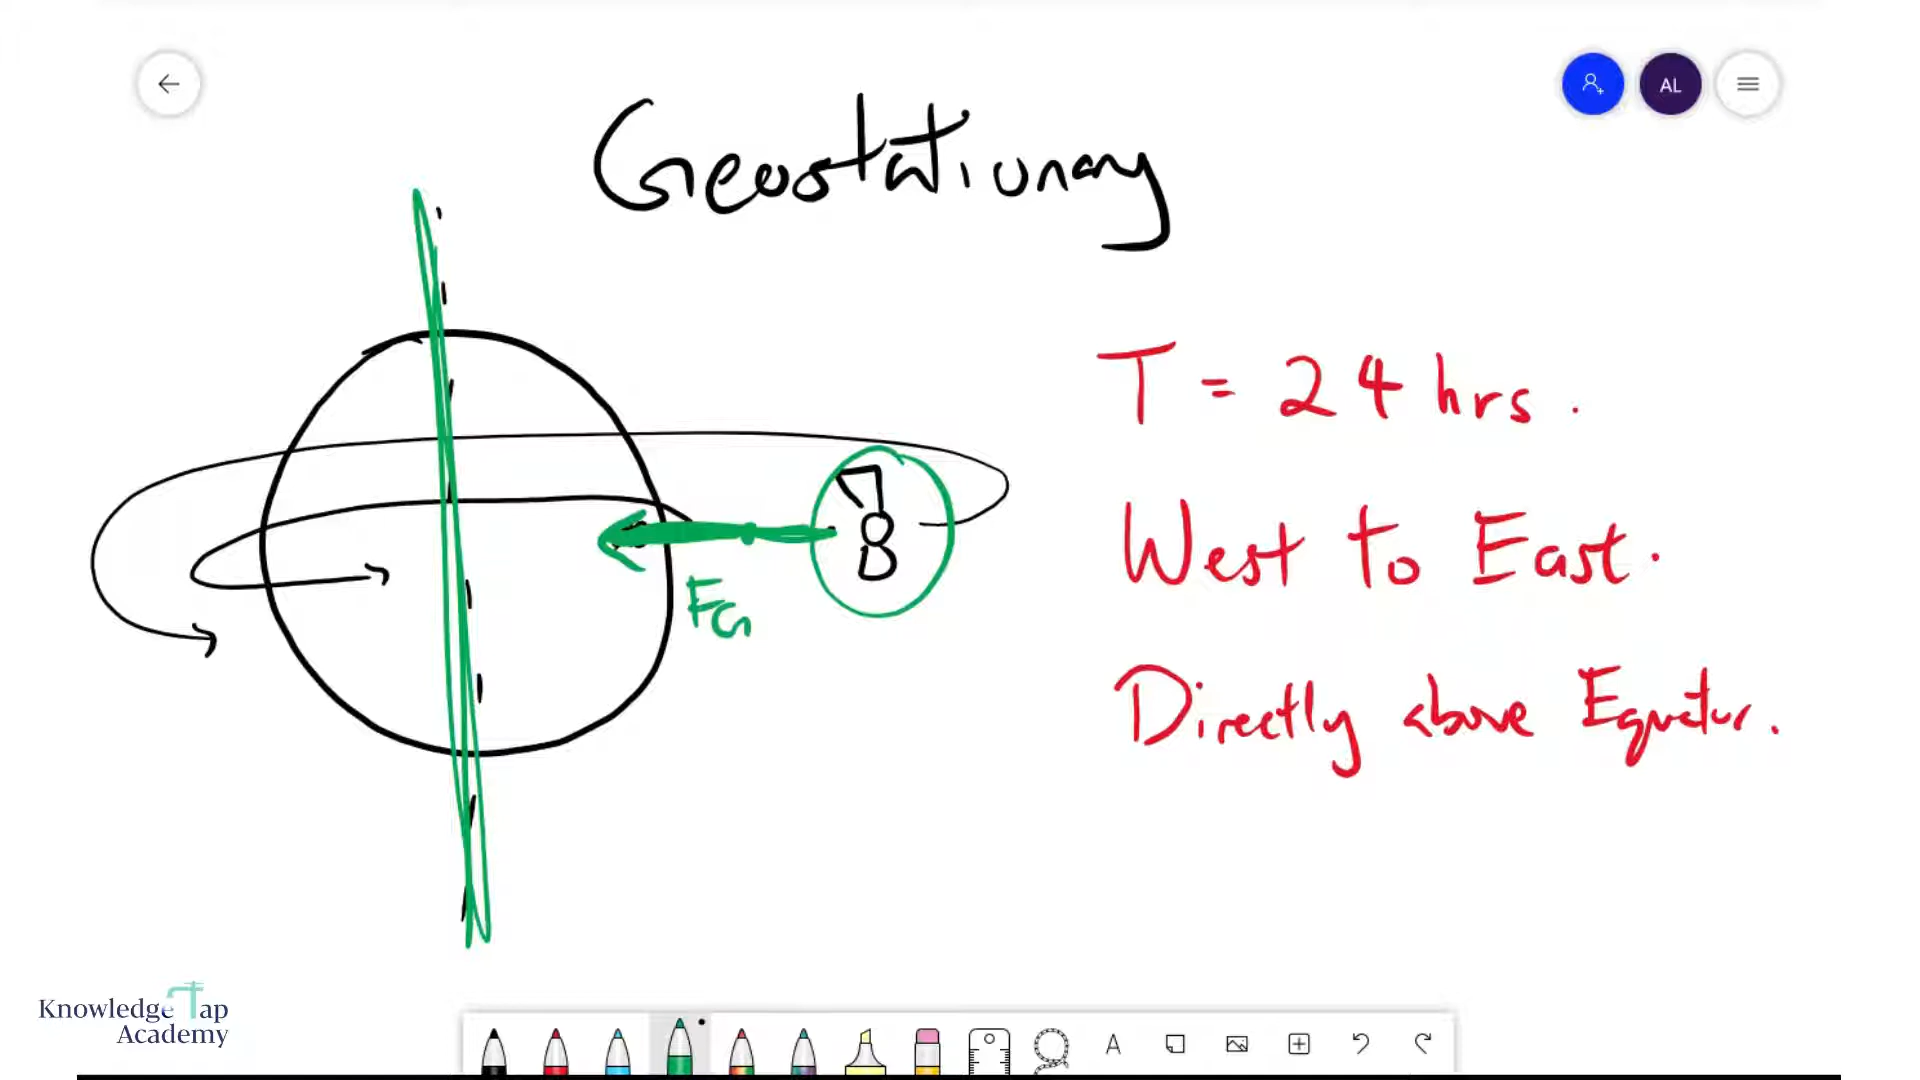 AL
Geostationary
T = 24 hrs.
West to East.
FG
Directly above Equator.
Knowledge Tap
Academy
A